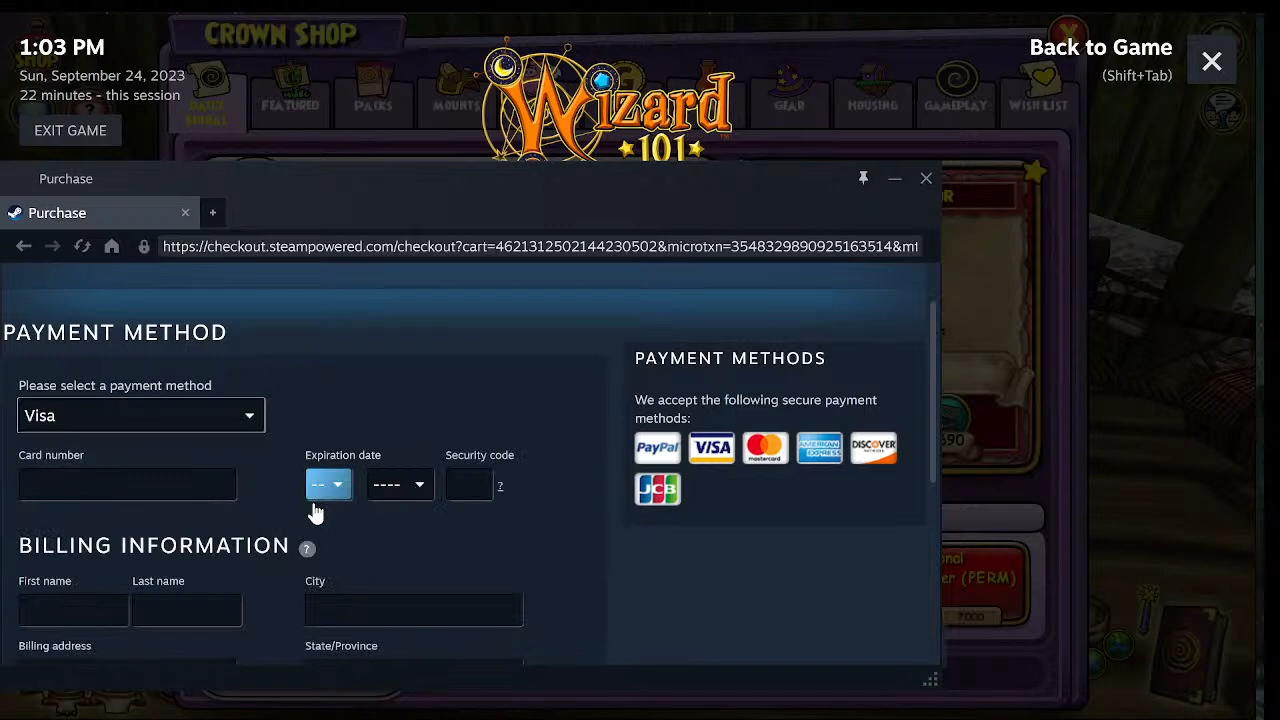 CROWN SHOP
1:03 PM
Sun, September 24, 2023
22 minutes - this session
EXIT GAME
Back to Game
(Shift+Tab)
DAILY
FEATURED
PACKS
MOUNTS
GEAR
HOUSING
GAMEPLAY
WISH LIST
Wizard
101
Purchase
Purchase
https://checkout.steampowered.com/checkout?cart=4621312502144230502&microtxn=3548329890925163514&m
PAYMENT METHOD
Please select a payment method
Visa
Card number
Expiration date
Security code
--
----
?
BILLING INFORMATION ?
First name
Last name
City
Billing address
State/Province
PAYMENT METHODS
We accept the following secure payment
methods:
PayPal
VISA
mastercard
AMERICAN EXPRESS
DISCOVER
JCB
(PERM)